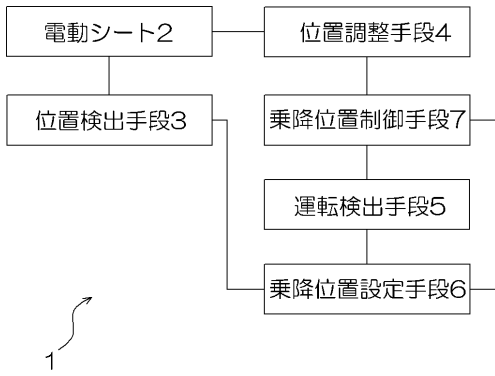 電動シート2
位置調整手段4
位置検出手段3
乗降位置制御手段7
運転検出手段5
乗降位置設定手段6
1